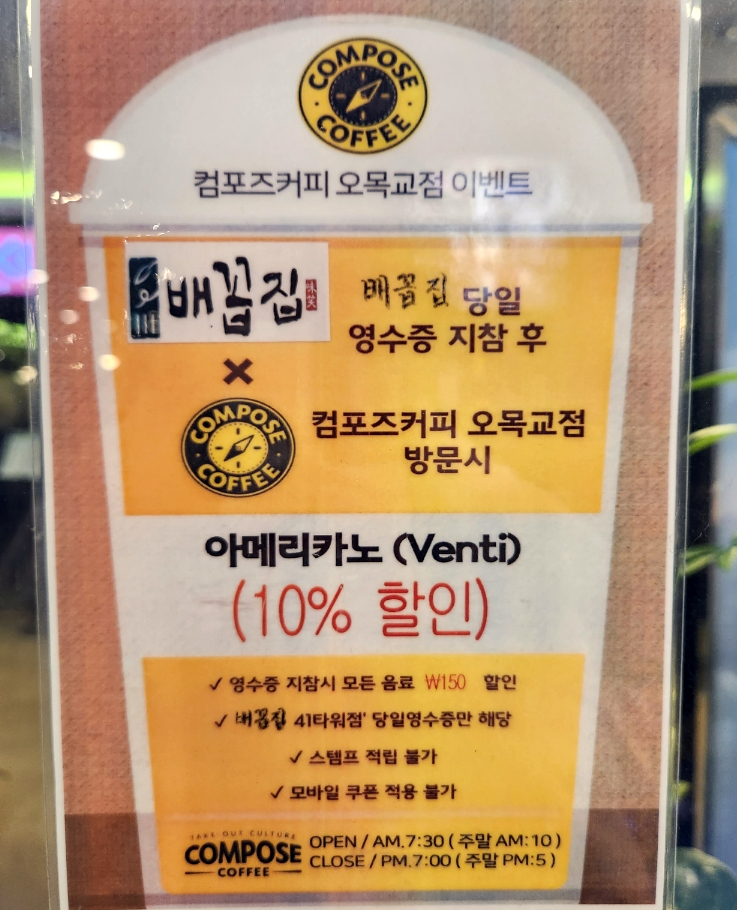 COMPOSE COFFEE
컴포즈커피 오목교점 이벤트
배꼽집 味笑
배꼽집 당일
영수증 지참 후
×
COMPOSE COFFEE
컴포즈커피 오목교점
방문시
아메리카노 (Venti)
(10% 할인)
✓ 영수증 지참시 모든 음료 ₩150 할인
✓ 배꼽집 41타워점' 당일영수증만 해당
✓ 스템프 적립 불가
✓ 모바일 쿠폰 적용 불가
TAKE-OUT CULTURE
COMPOSE
COFFEE
OPEN / AM.7:30 ( 주말 AM:10 )
CLOSE / PM.7:00 ( 주말 PM:5 )